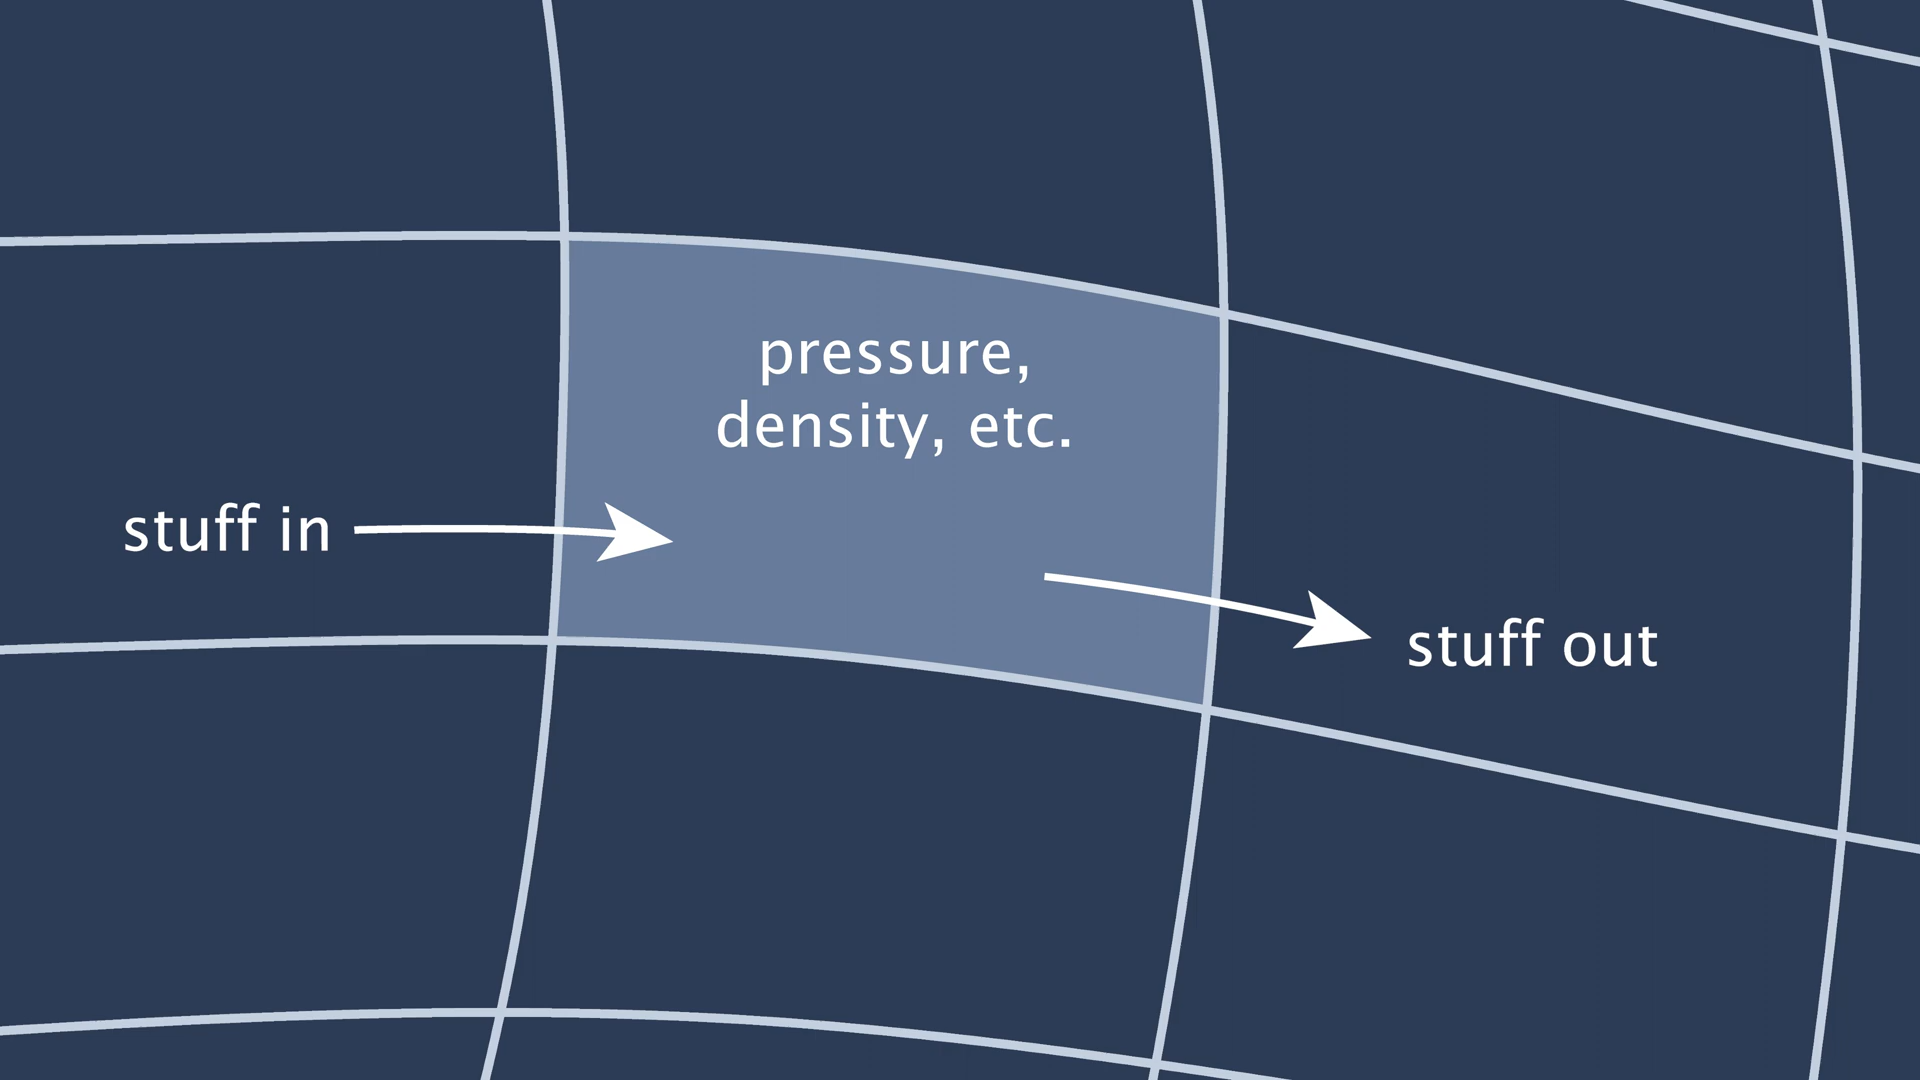 pressure,
density, etc.
stuff in
stuff out